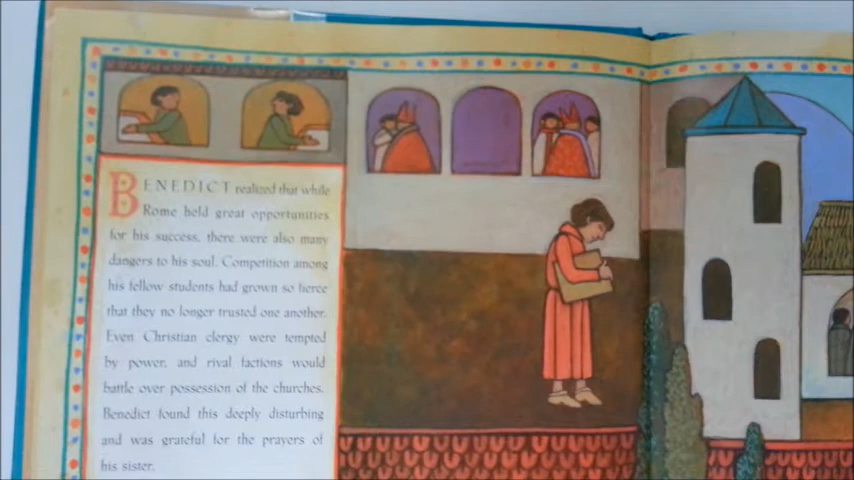 BENEDICT realized that while
Rome held great opportunities
for his success, there were also many
dangers to his soul. Competition among
his fellow students had grown so fierce
that they no longer trusted one another.
Even Christian clergy were tempted
by power, and rival factions would
battle over possession of the churches.
Benedict found this deeply disturbing
and was grateful for the prayers of
his sister.